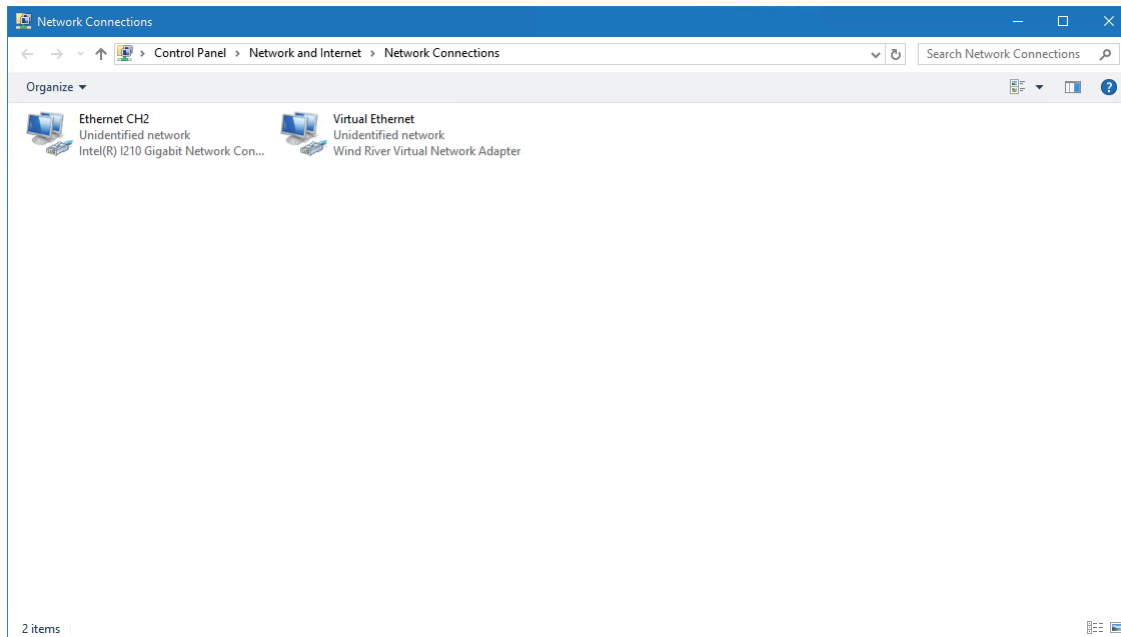 Network Connections
Control Panel > Network and Internet > Network Connections
Search Network Connections
Organize
?
Ethernet CH2
Unidentified network
Intel(R) I210 Gigabit Network Con...
Virtual Ethernet
Unidentified network
Wind River Virtual Network Adapter
2 items